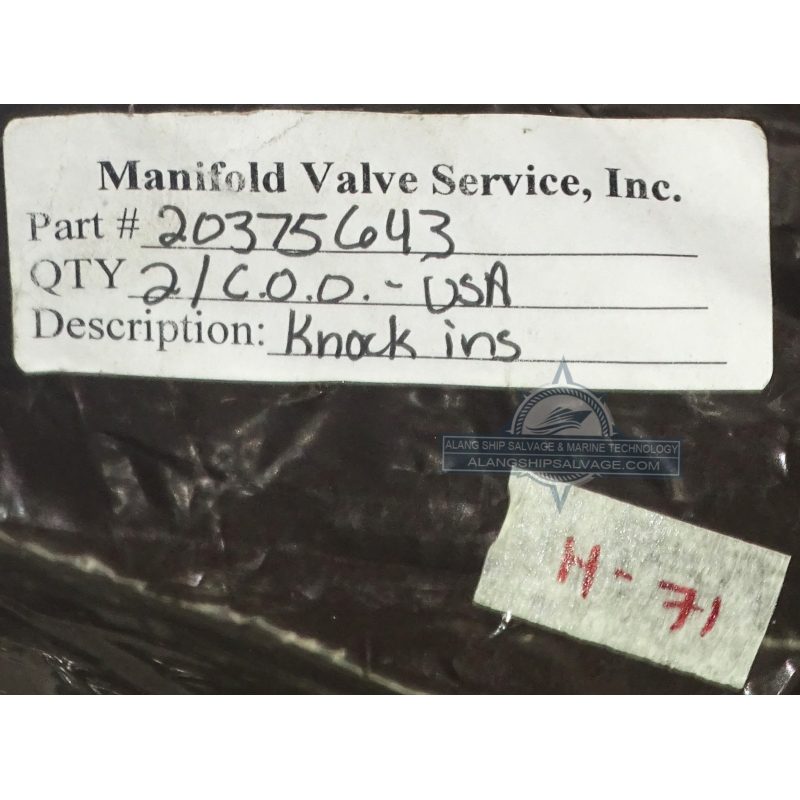 Manifold Valve Service, Inc.
Part # 20375643
QTY 2/C.O.O.-USA
Description: Knock ins
ALANG SHIP SALVAGE & MARINE TECHNOLOGY
ALANGSHIPSALVAGE.COM
M-71